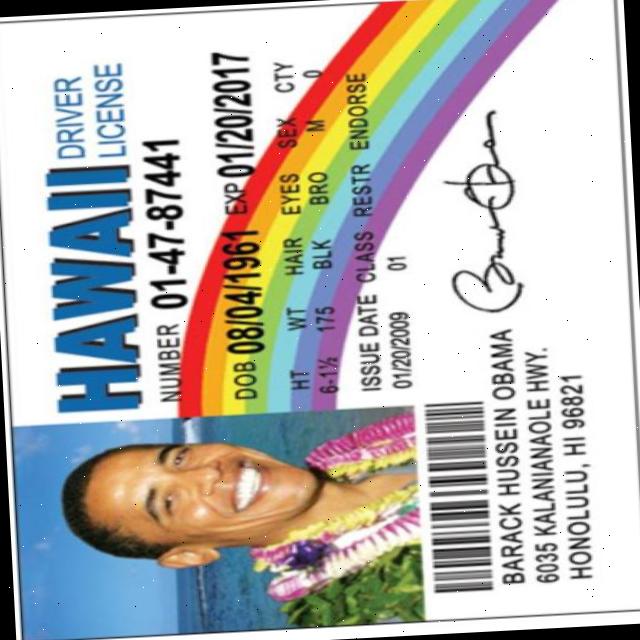 HAWAII DRIVER LICENSE
NUMBER 01-47-87441
DOB 08/04/1961 EXP 01/20/2017
HT WT HAIR EYES SEX CTY
6-1½ 175 BLK BRO M 0
ISSUE DATE CLASS RESTR ENDORSE
01/20/2009 01
BARACK HUSSEIN OBAMA
6035 KALANIANAOLE HWY.
HONOLULU, HI 96821